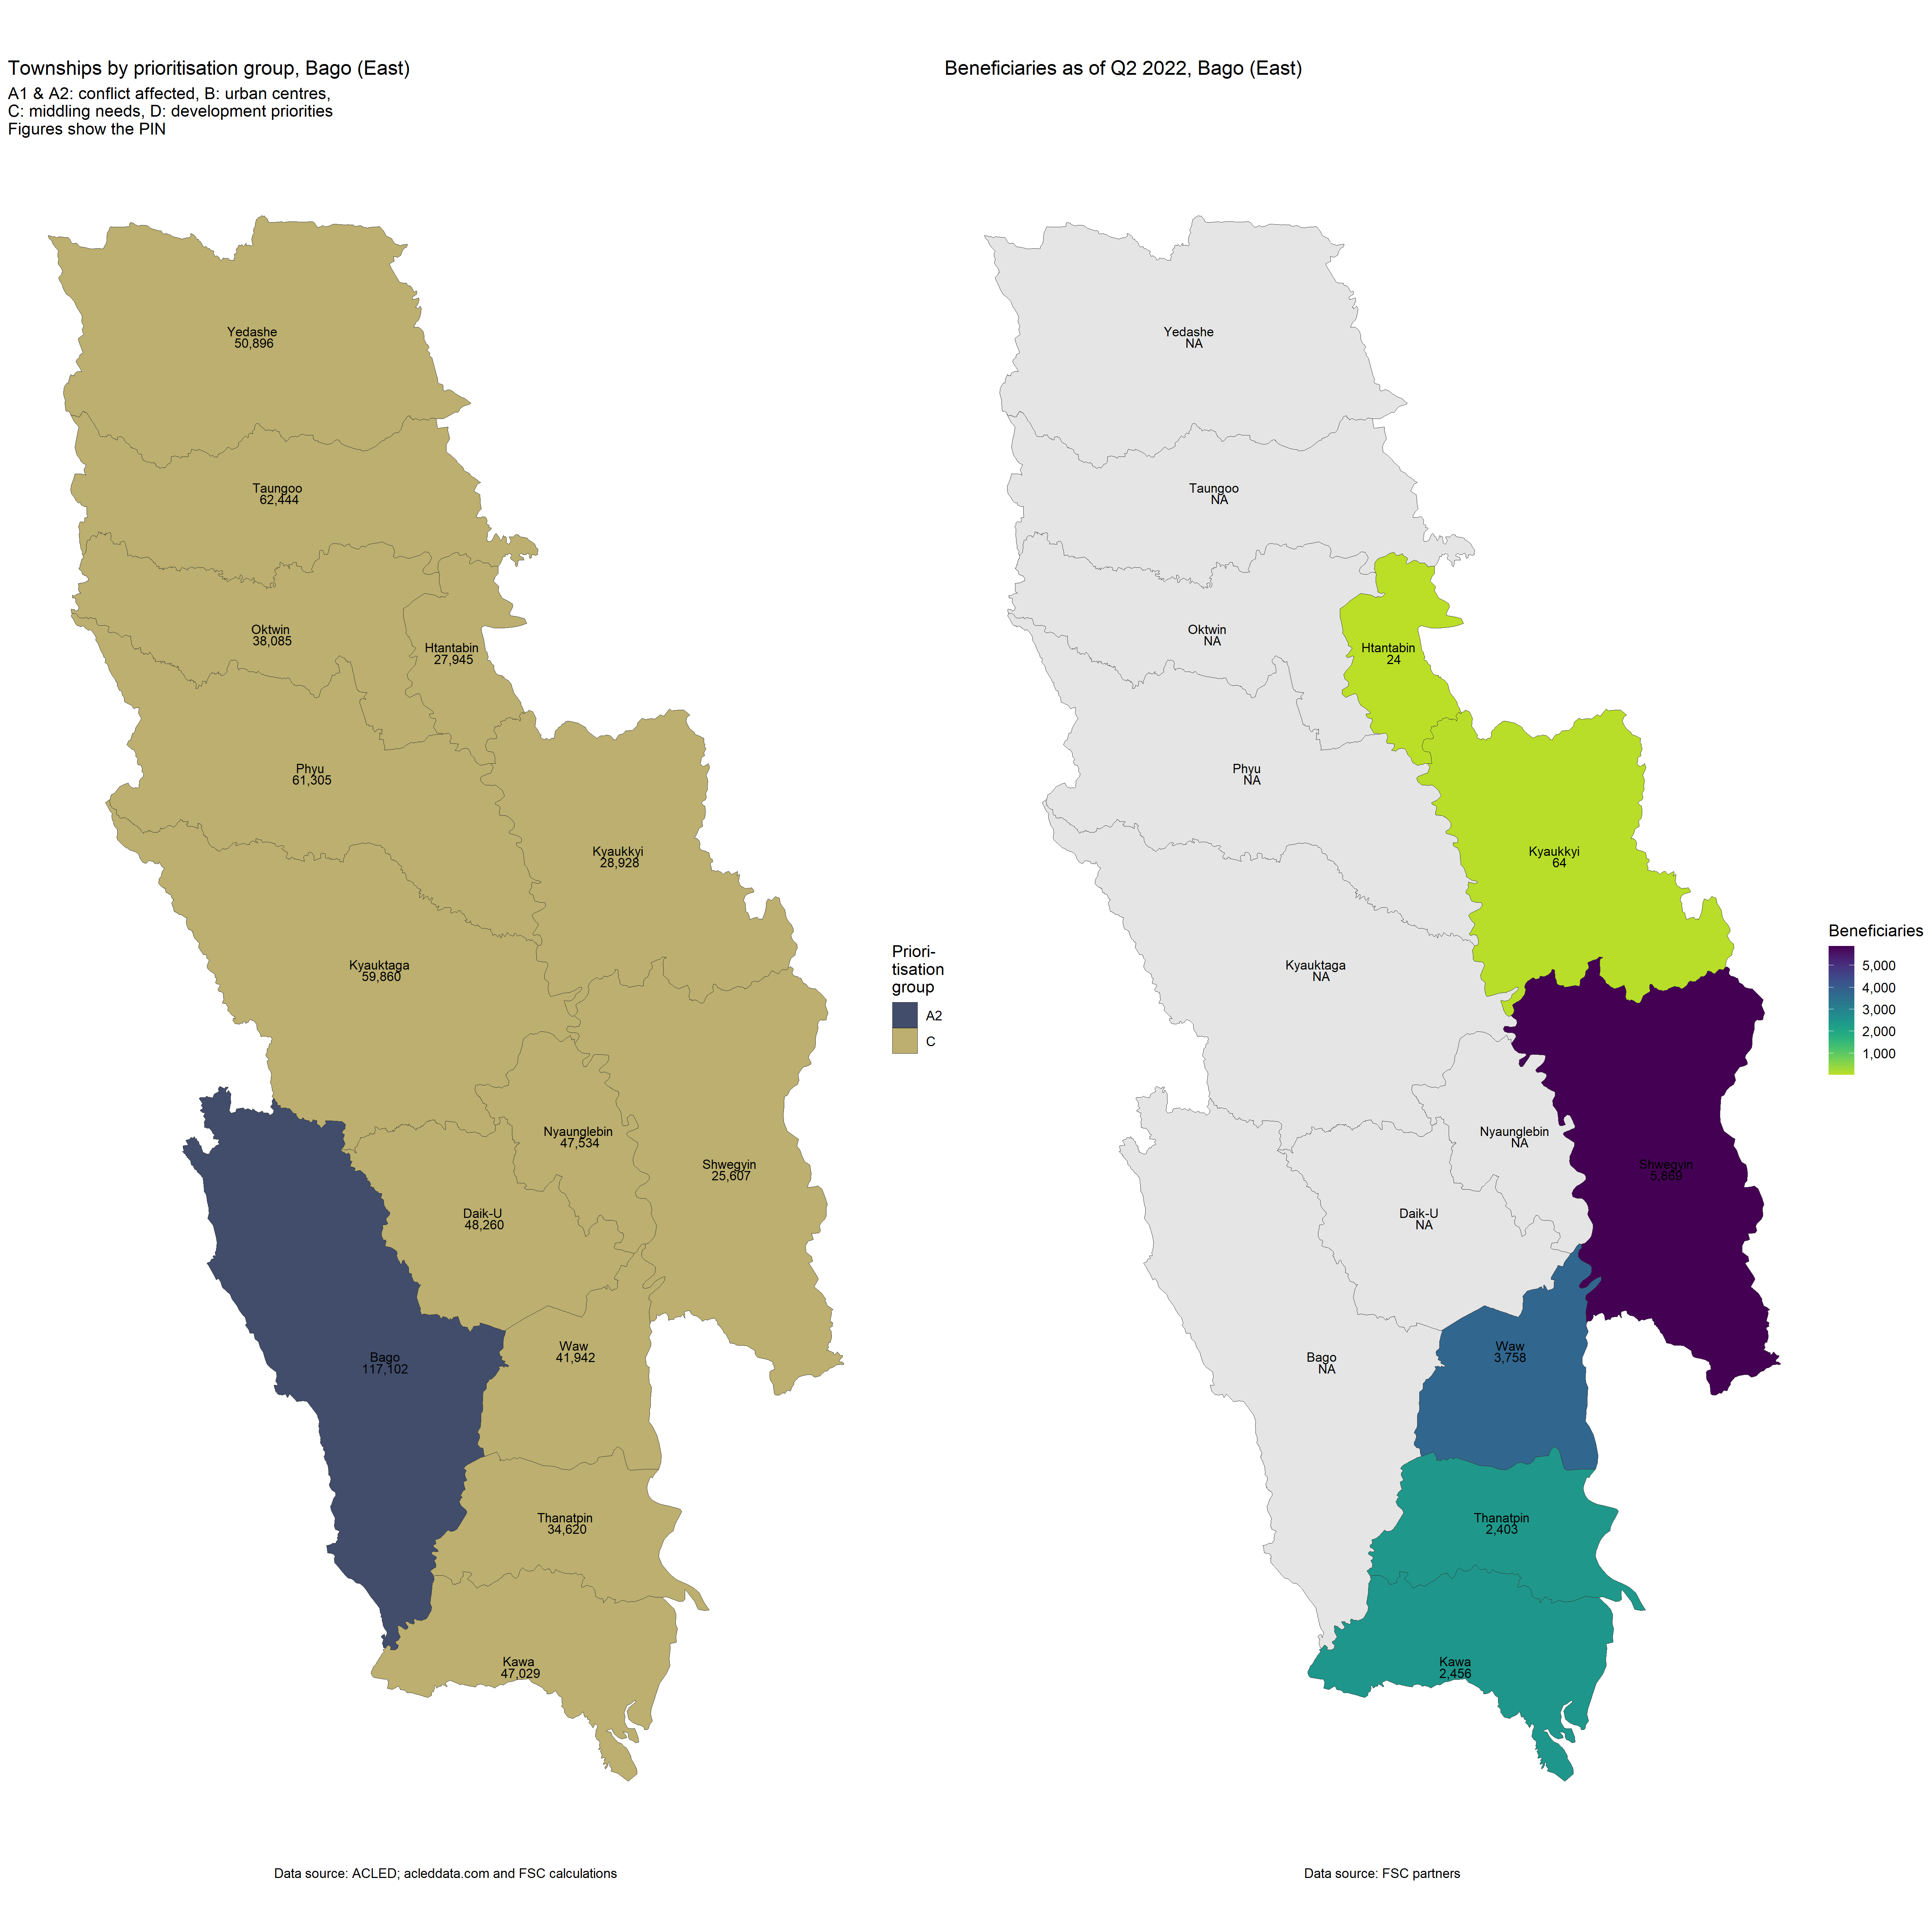 Townships by prioritisation group, Bago (East)
A1 & A2: conflict affected, B: urban centres,
C: middling needs, D: development priorities
Figures show the PIN
Yedashe
50,896
Taungoo
62,444
Oktwin
38,085
Htantabin
27,945
Phyu
61,305
Kyaukkyi
28,928
Kyauktaga
59,860
Nyaunglebin
47,534
Shwegyin
25,607
Daik-U
48,260
Waw
41,942
Bago
117,102
Thanatpin
34,620
Kawa
47,029
Priori-
tisation
group
A2
C
Data source: ACLED; acleddata.com and FSC calculations
Beneficiaries as of Q2 2022, Bago (East)
Yedashe
NA
Taungoo
NA
Oktwin
NA
Htantabin
24
Phyu
NA
Kyaukkyi
64
Kyauktaga
NA
Nyaunglebin
NA
Shwegyin
5,869
Daik-U
NA
Waw
3,758
Bago
NA
Thanatpin
2,403
Kawa
2,456
Beneficiaries
5,000
4,000
3,000
2,000
1,000
Data source: FSC partners